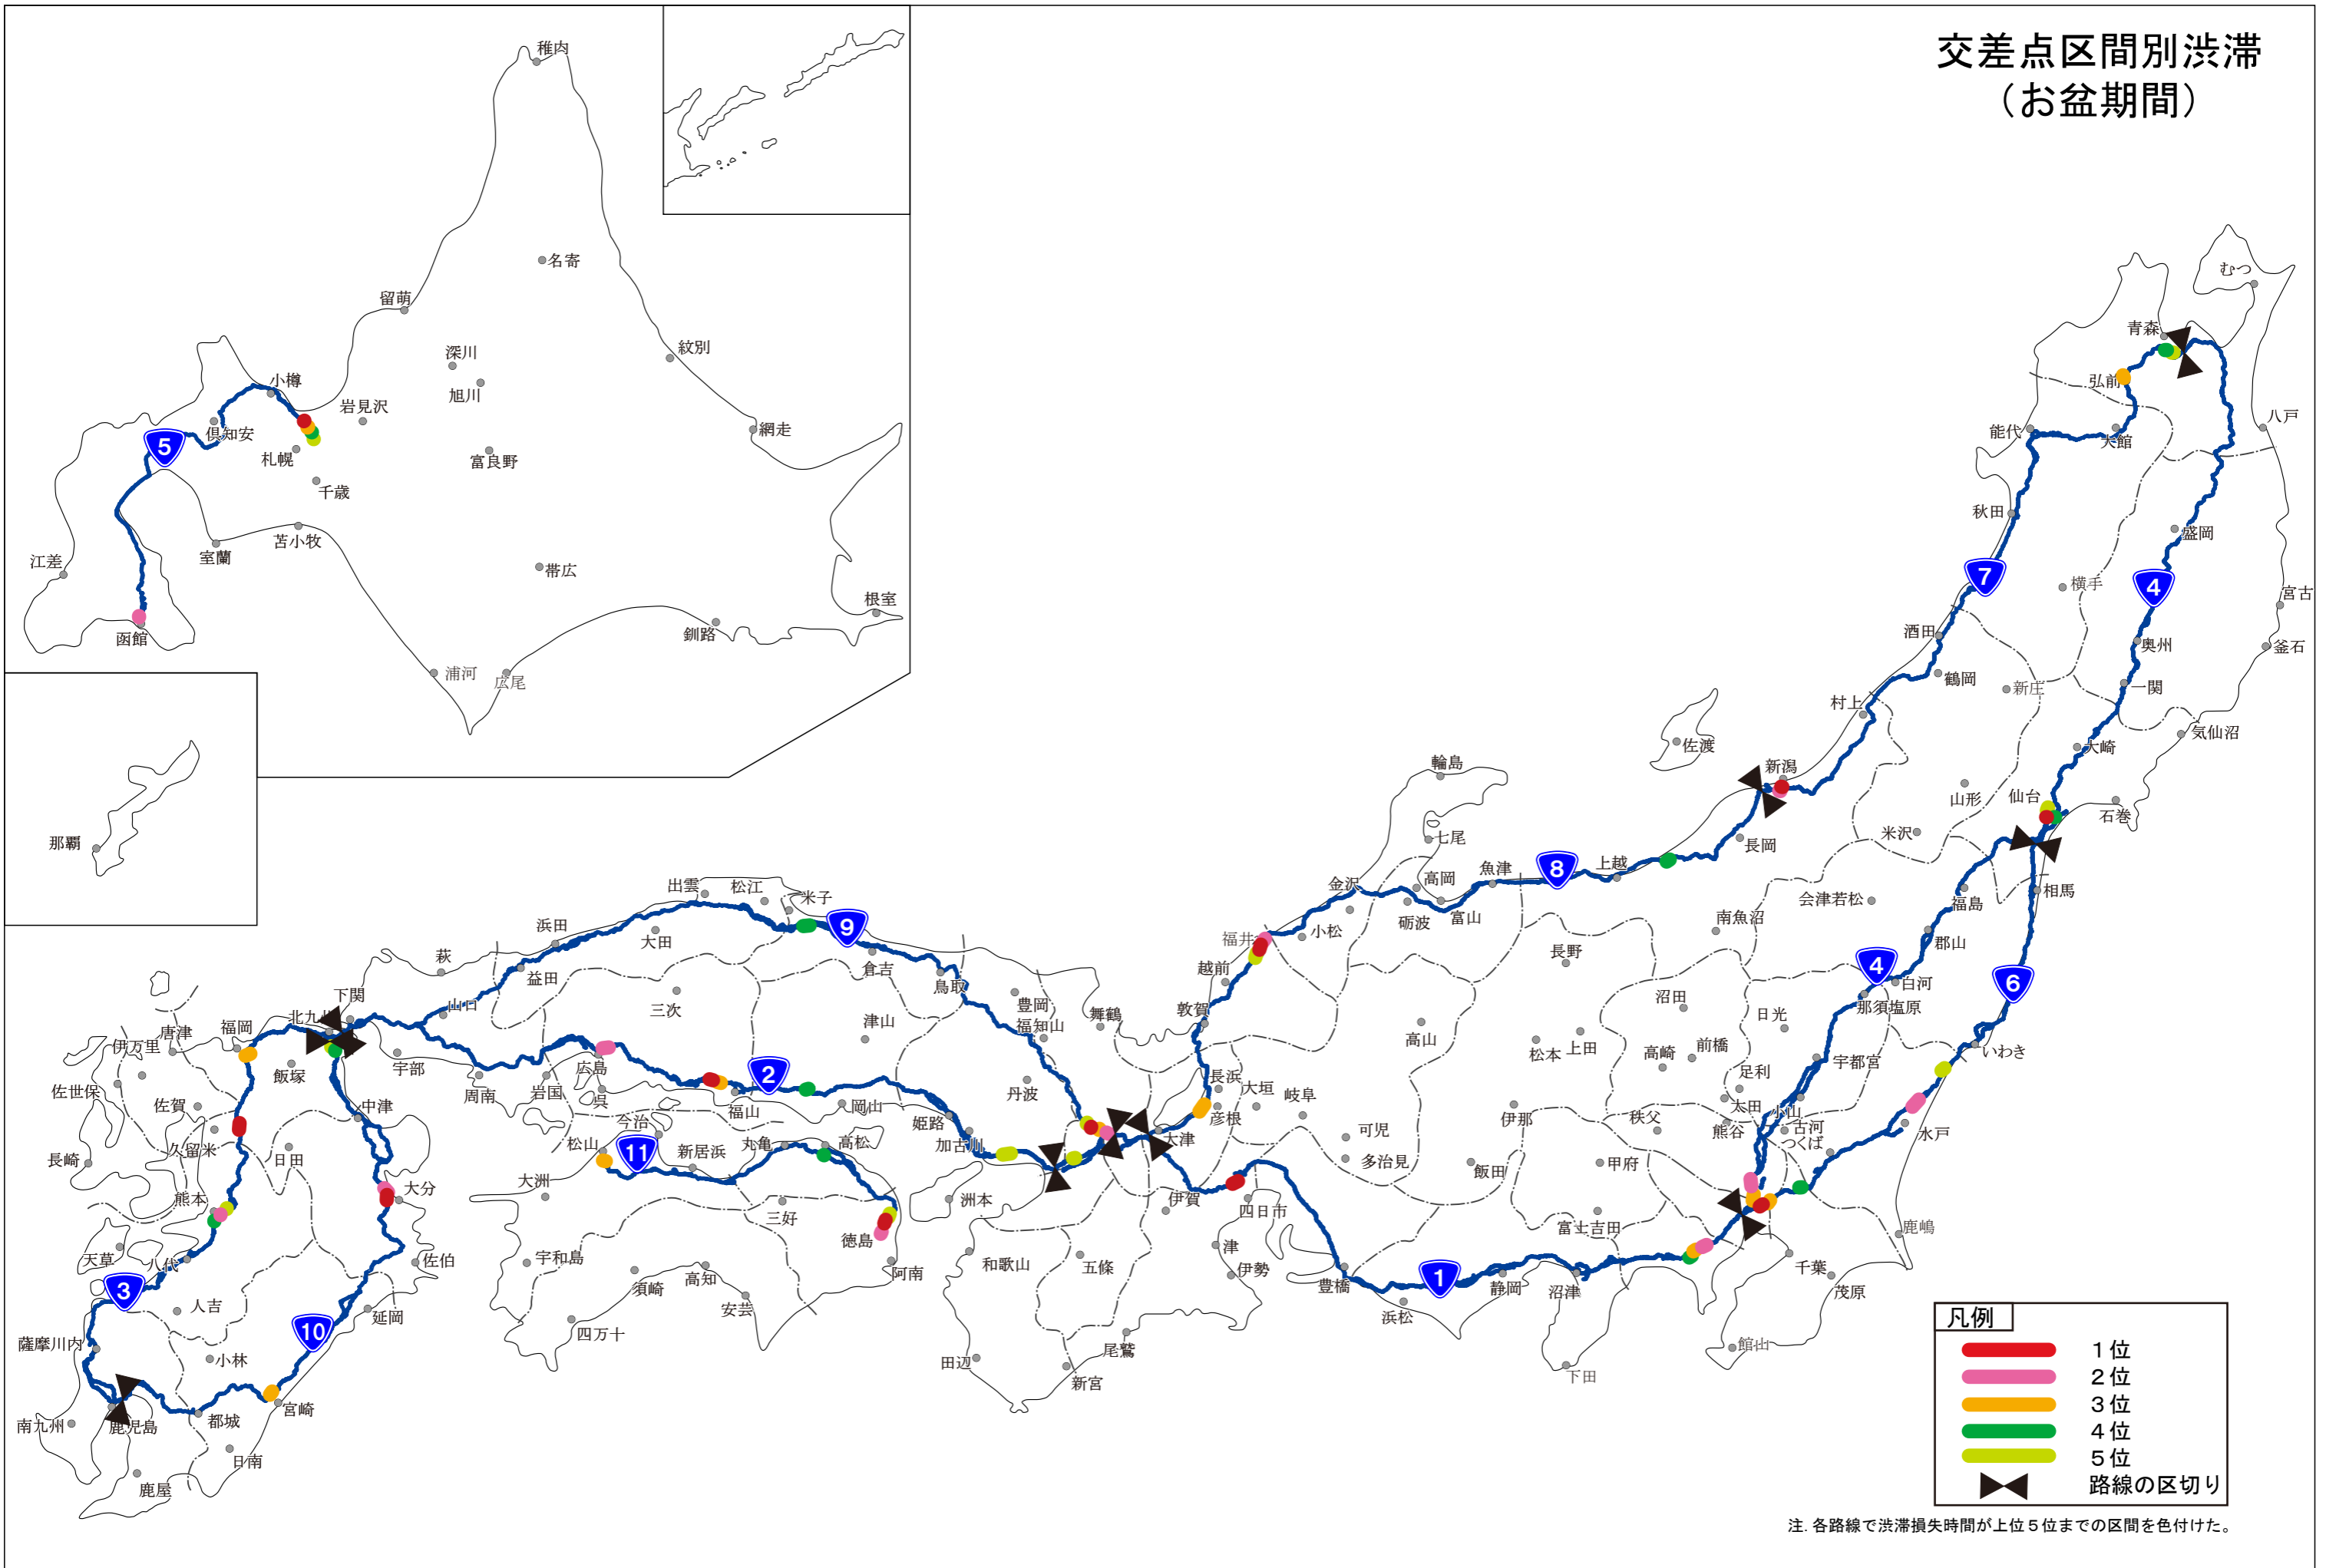 交差点区間別渋滞
（お盆期間）
稚内
名寄
留萌
深川
旭川
紋別
小樽
岩見沢
倶知安
札幌
千歳
富良野
網走
5
苫小牧
室蘭
帯広
江差
函館
根室
釧路
浦河
広尾
那覇
むつ
青森
弘前
八戸
能代
大館
秋田
盛岡
7
横手
4
宮古
酒田
奥州
釜石
鶴岡
新庄
一関
村上
気仙沼
佐渡
大崎
輪島
新潟
山形
仙台
石巻
米沢
七尾
長岡
上越
8
魚津
高岡
金沢
砺波
富山
会津若松
福島
相馬
南魚沼
郡山
出雲
松江
米子
9
浜田
大田
小松
福井
長野
4
白河
6
萩
益田
倉吉
鳥取
越前
那須塩原
下関
山口
三次
豊岡
福知山
舞鶴
敦賀
沼田
日光
北九州
津山
高山
松本
上田
高崎
前橋
いわき
唐津
福岡
伊万里
飯塚
宇部
広島
2
長浜
大垣
岐阜
宇都宮
足利
佐世保
周南
岩国
呉
福山
岡山
丹波
彦根
伊那
秩父
太田
小山
佐賀
中津
今治
姫路
加古川
大津
可児
熊谷
古河
つくば
水戸
久留米
松山
11
新居浜
丸亀
高松
多治見
飯田
甲府
長崎
日田
大洲
洲本
伊賀
四日市
熊本
大分
三好
徳島
富士吉田
鹿嶋
天草
八代
佐伯
宇和島
須崎
高知
阿南
和歌山
五條
津
伊勢
豊橋
1
静岡
沼津
千葉
茂原
3
人吉
延岡
安芸
浜松
10
四万十
薩摩川内
小林
田辺
尾鷲
新宮
下田
館山
南九州
鹿児島
都城
宮崎
日南
鹿屋
凡例
１位
２位
３位
４位
５位
路線の区切り
注. 各路線で渋滞損失時間が上位５位までの区間を色付けた。